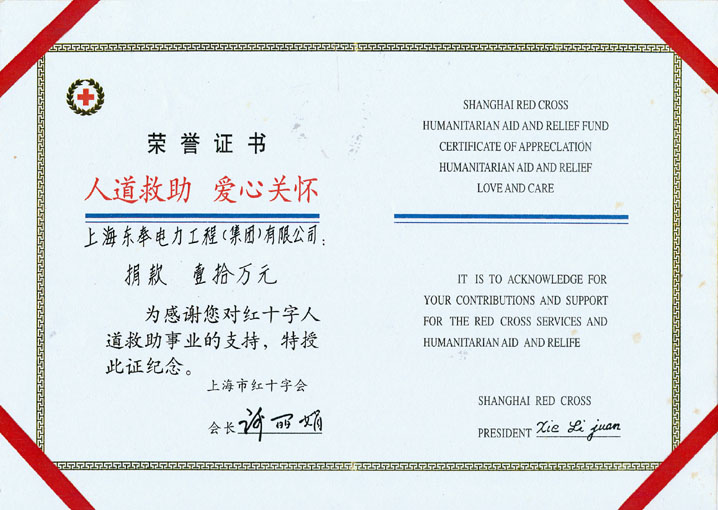 荣誉证书
人道救助 爱心关怀
上海东奉电力工程(集团)有限公司:
捐款 壹拾万元
为感谢您对红十字人
道救助事业的支持，特授
此证纪念。
上海市红十字会
会长 谢丽娟
SHANGHAI RED CROSS
HUMANITARIAN AID AND RELIEF FUND
CERTIFICATE OF APPRECLATION
HUMANITARIAN AID AND RELIEF
LOVE AND CARE
IT IS TO ACKNOWLEDGE FOR
YOUR CONTRIBUTIONS AND SUPPORT
FOR THE RED CROSS SERVICES AND
HUMANITARIAN AID AND RELIFE
SHANGHAI RED CROSS
PRESIDENT Xie Li juan